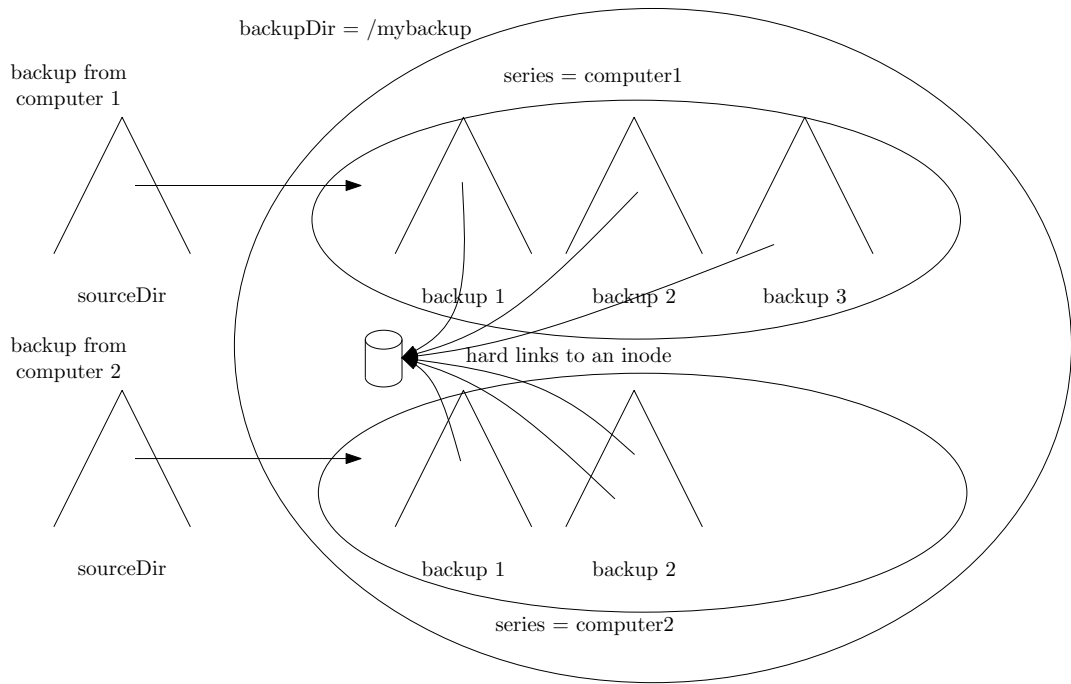 backupDir = /mybackup
series = computer1
backup from
computer 1
sourceDir
backup 1
backup 2
backup 3
hard links to an inode
backup from
computer 2
sourceDir
backup 1
backup 2
series = computer2